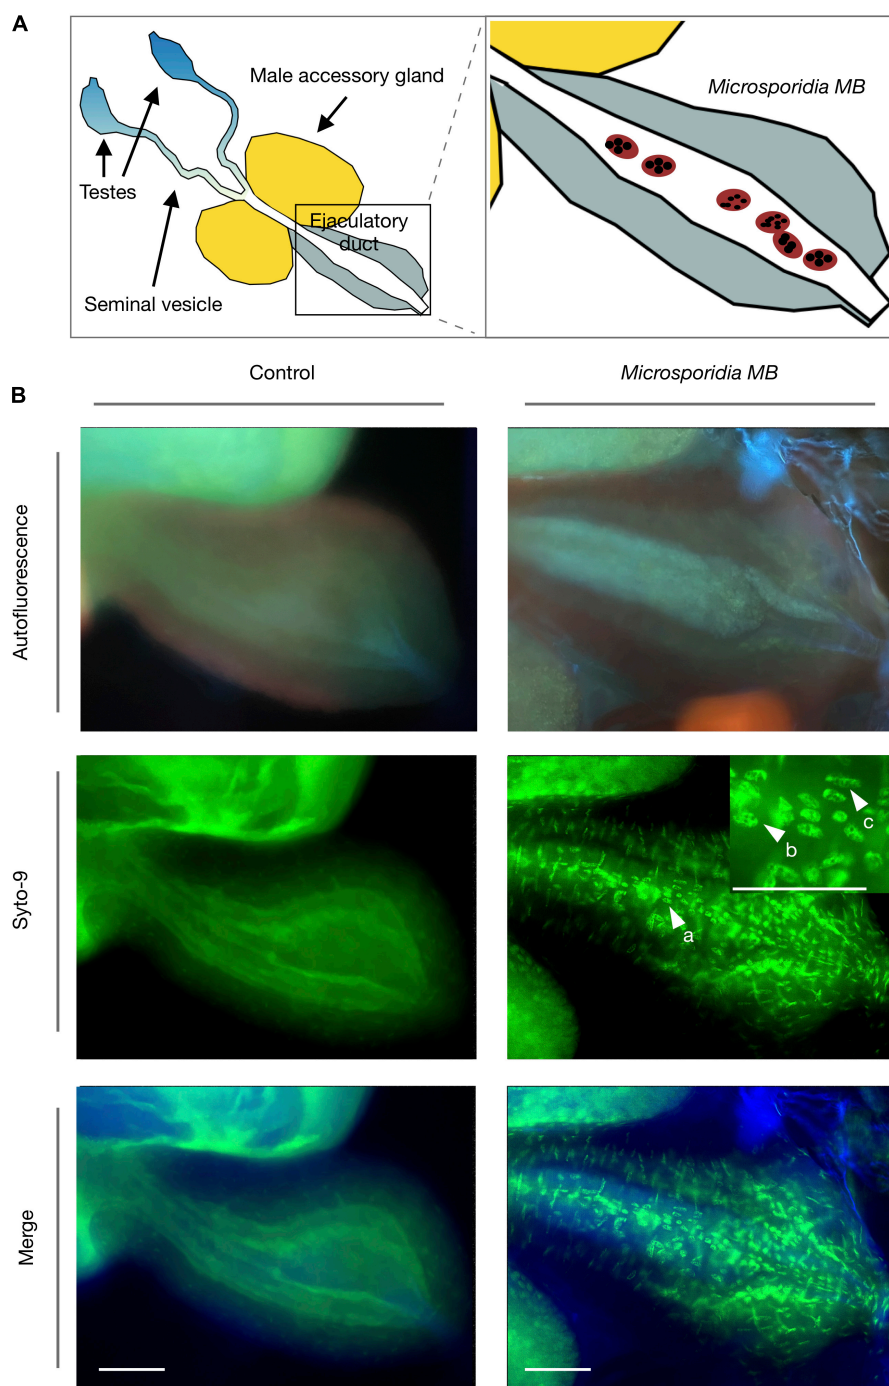 A
Male accessory gland
Testes
Seminal vesicle
Ejaculatory
duct
Microsporidia MB
B
Control
Microsporidia MB
Autofluorescence
Syto-9
a
b
c
Merge